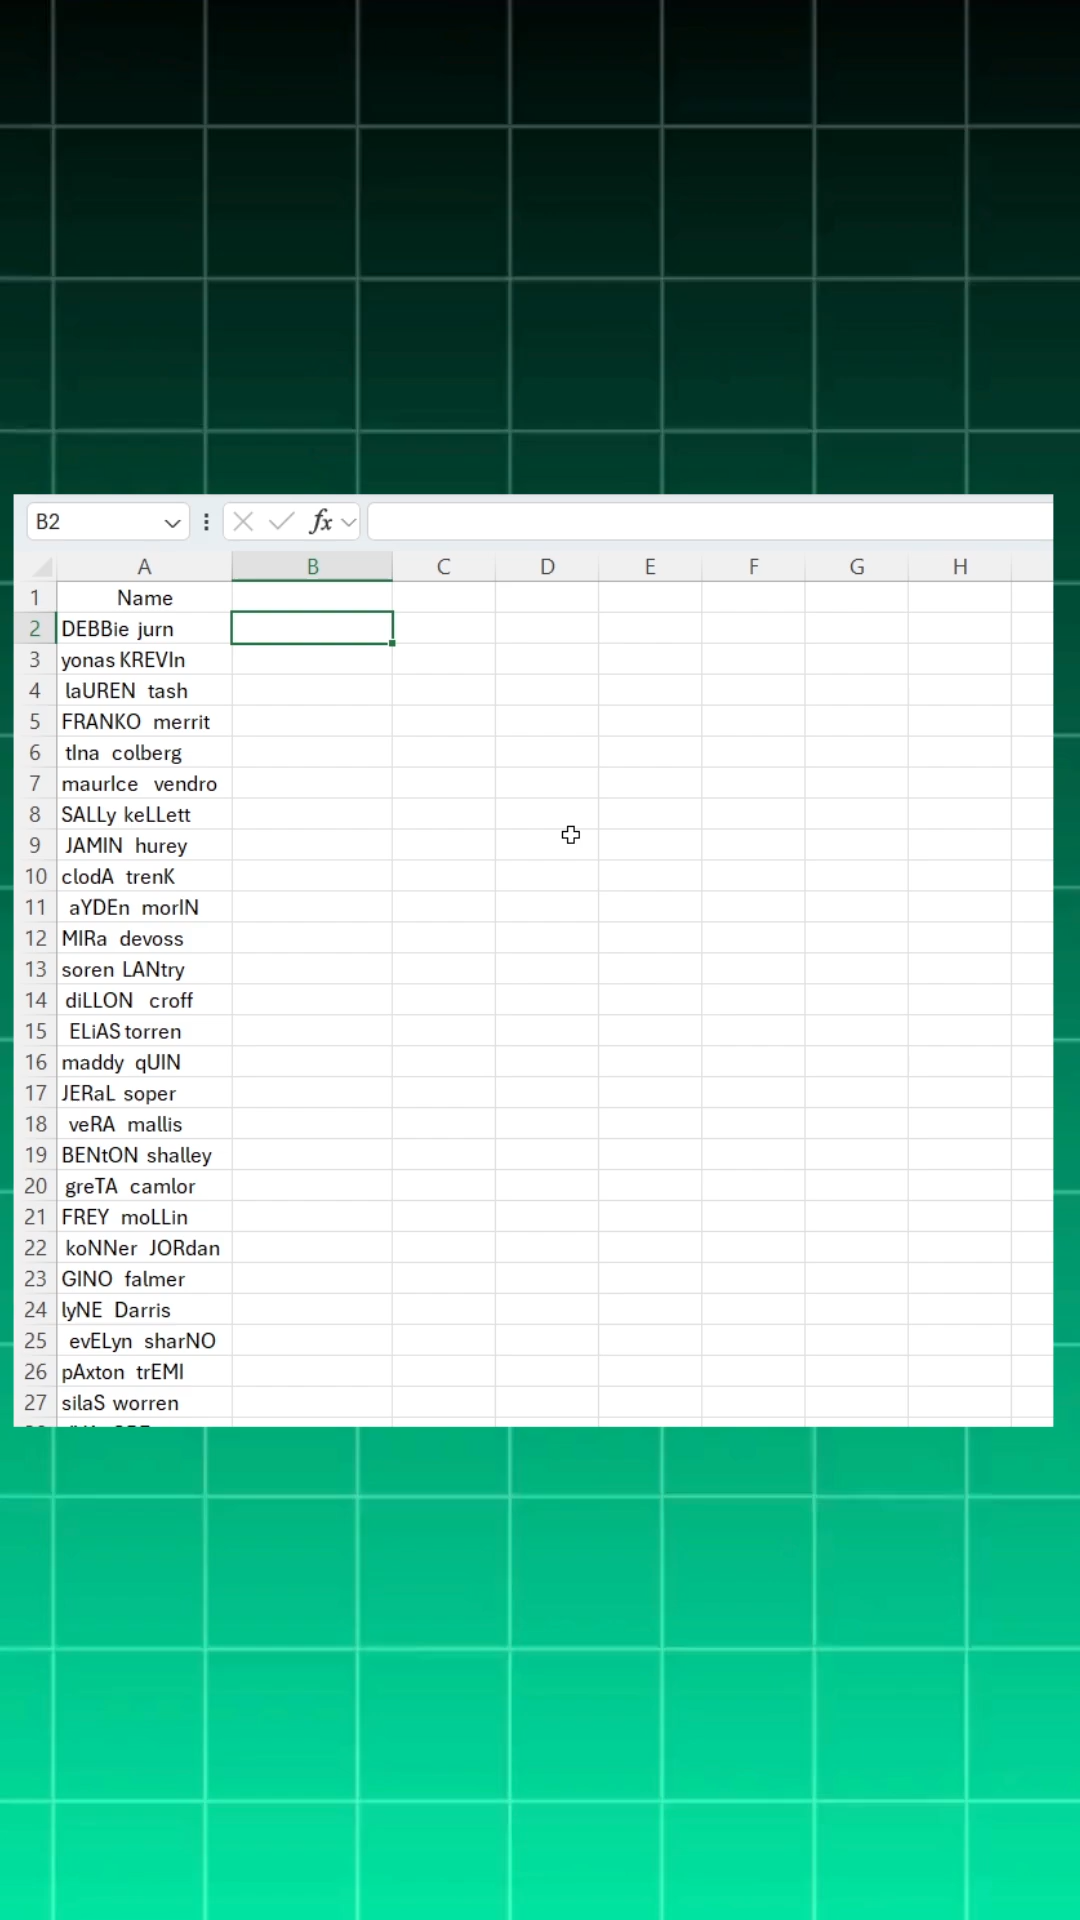 B2
fx
A B C D E F G H
1 Name
2 DEBBie jurn
3 yonas KREVIn
4 laUREN tash
5 FRANKO merrit
6 tIna colberg
7 maurIce vendro
8 SALLy keLLett
9 JAMIN hurey
10 clodA trenK
11 aYDEn morIN
12 MIRa devoss
13 soren LANtry
14 diLLON croff
15 ELiAS torren
16 maddy qUIN
17 JERaL soper
18 veRA mallis
19 BENtON shalley
20 greTA camlor
21 FREY moLLin
22 koNNer JORdan
23 GINO falmer
24 lyNE Darris
25 evELyn sharNO
26 pAxton trEMI
27 silaS worren